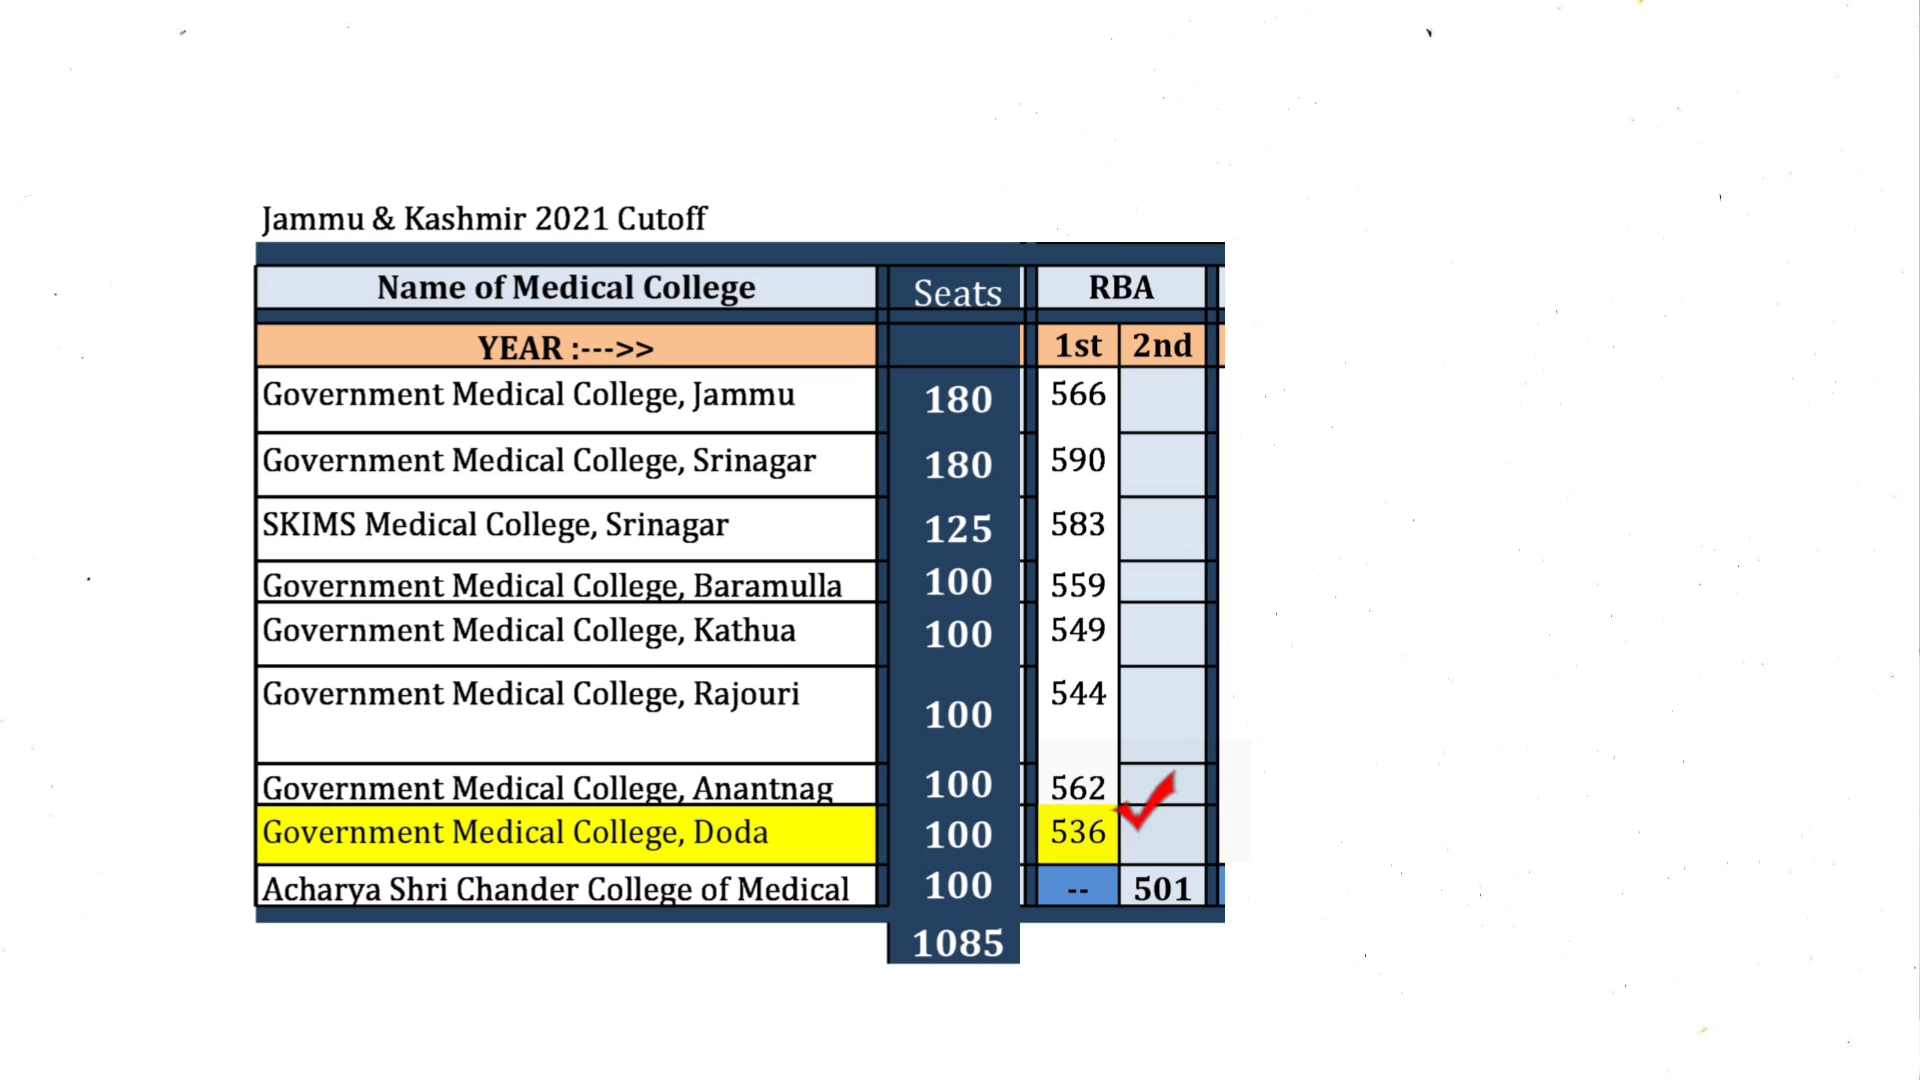 Jammu & Kashmir 2021 Cutoff
Name of Medical College Seats RBA
YEAR :--->> 1st 2nd
Government Medical College, Jammu 180 566
Government Medical College, Srinagar 180 590
SKIMS Medical College, Srinagar 125 583
Government Medical College, Baramulla 100 559
Government Medical College, Kathua 100 549
Government Medical College, Rajouri 100 544
Government Medical College, Anantnag 100 562
Government Medical College, Doda 100 536
Acharya Shri Chander College of Medical 100 -- 501
1085